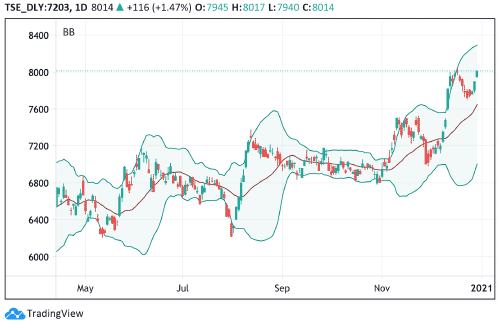 TSE_DLY:7203, 1D 8014 ▲ +116 (+1.47%) O:7945 H:8017 L:7940 C:8014
BB
8400
8000
7600
7200
6800
6400
6000
May Jul Sep Nov 2021
TradingView